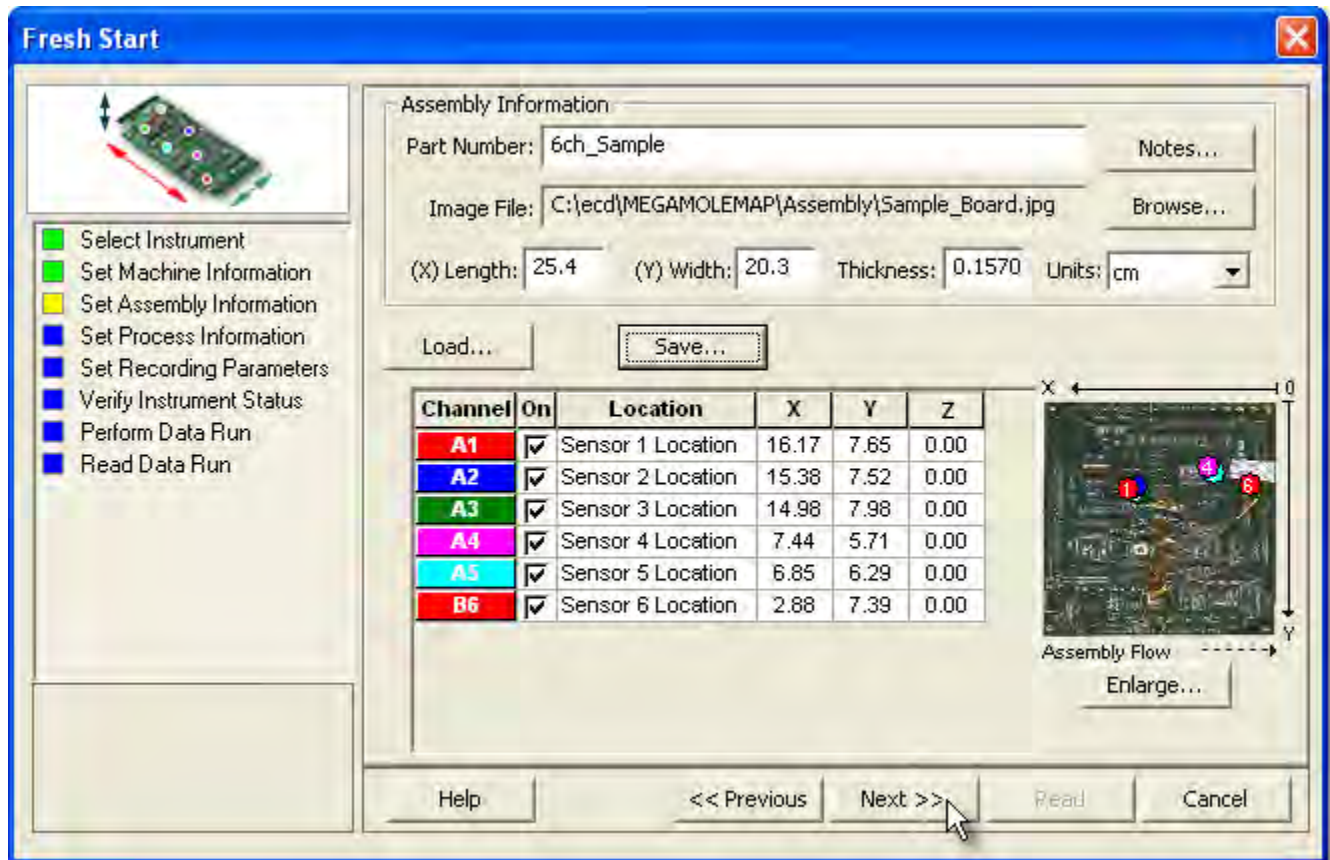 Fresh Start
Select Instrument
Set Machine Information
Set Assembly Information
Set Process Information
Set Recording Parameters
Verify Instrument Status
Perform Data Run
Read Data Run
Assembly Information
Part Number: 6ch_Sample Notes...
Image File: C:\ecd\MEGAMOLEMAP\Assembly\Sample_Board.jpg Browse...
(X) Length: 25.4 (Y) Width: 20.3 Thickness: 0.1570 Units: cm
Load... Save...
Channel On Location X Y Z
A1 Sensor 1 Location 16.17 7.65 0.00
A2 Sensor 2 Location 15.38 7.52 0.00
A3 Sensor 3 Location 14.98 7.98 0.00
A4 Sensor 4 Location 7.44 5.71 0.00
A5 Sensor 5 Location 6.85 6.29 0.00
B6 Sensor 6 Location 2.88 7.39 0.00
X 0
4
1 6
Y
Assembly Flow
Enlarge...
Help << Previous Next >> Read Cancel